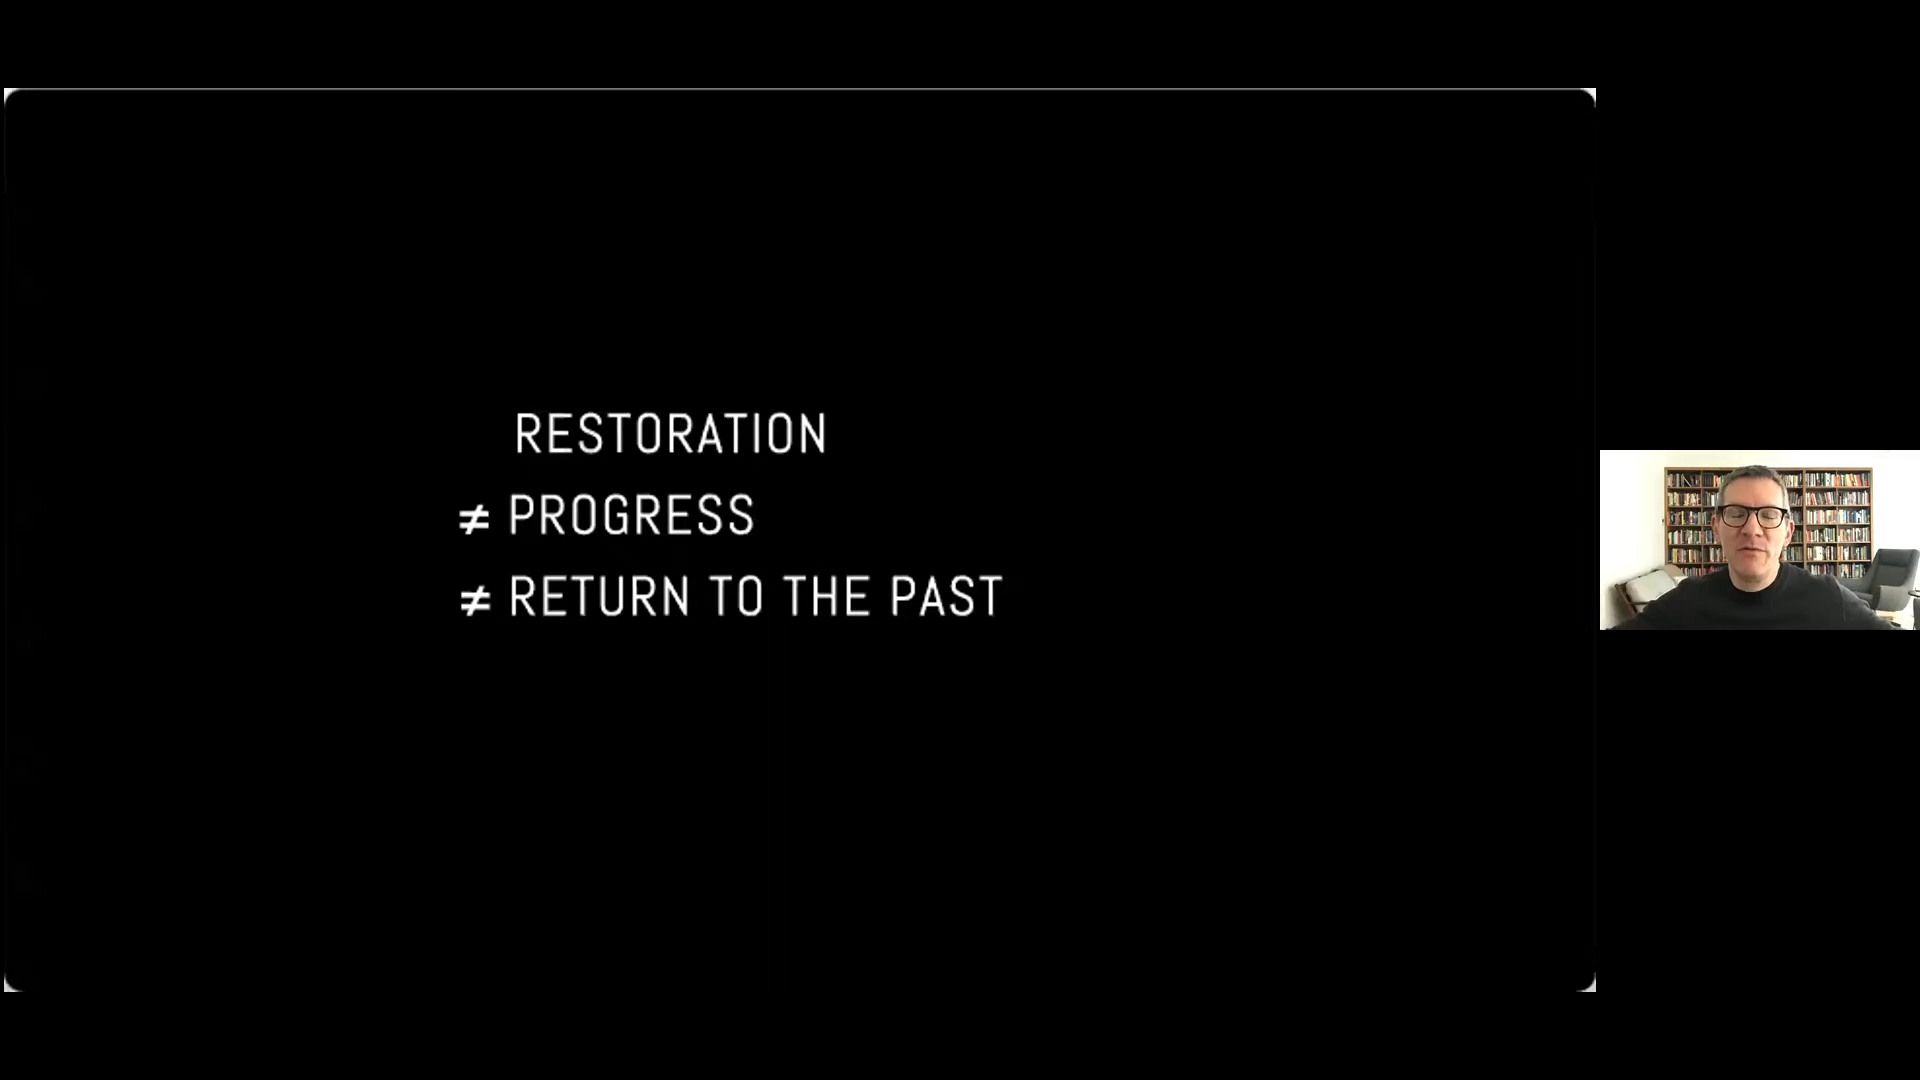 RESTORATION
≠ PROGRESS
≠ RETURN TO THE PAST